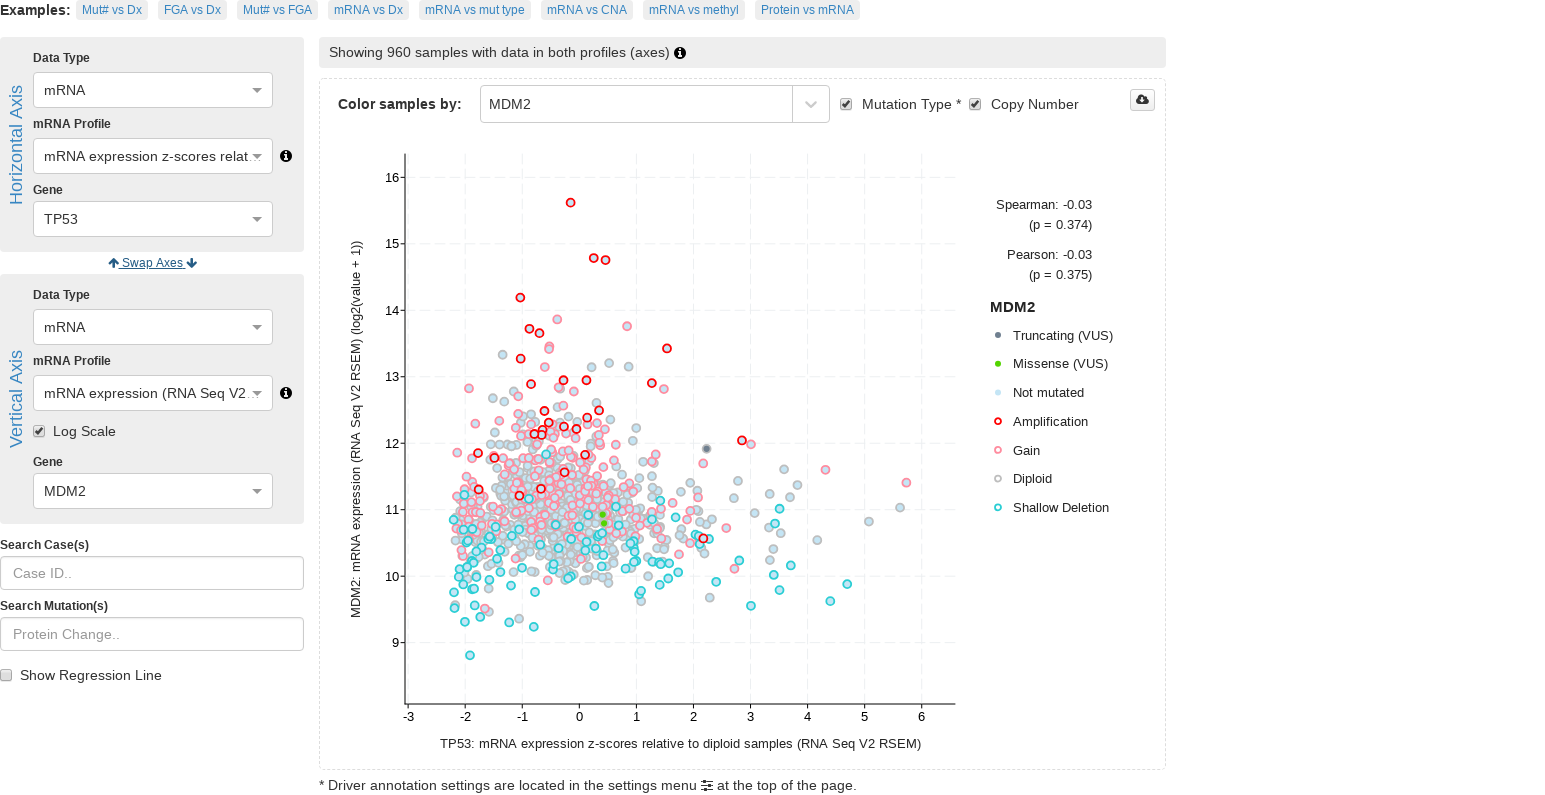 Examples: Mut# vs Dx FGA vs Dx Mut# vs FGA mRNA vs Dx mRNA vs mut type mRNA vs CNA mRNA vs methyl Protein vs mRNA
Horizontal Axis
Data Type
mRNA
mRNA Profile
mRNA expression z-scores relat…
Gene
TP53
Swap Axes
Vertical Axis
Data Type
mRNA
mRNA Profile
mRNA expression (RNA Seq V2…
Log Scale
Gene
MDM2
Search Case(s)
Case ID..
Search Mutation(s)
Protein Change..
Show Regression Line
Showing 960 samples with data in both profiles (axes)
Color samples by: MDM2 Mutation Type * Copy Number
MDM2: mRNA expression (RNA Seq V2 RSEM) (log2(value + 1))
16
15
14
13
12
11
10
9
-3 -2 -1 0 1 2 3 4 5 6
TP53: mRNA expression z-scores relative to diploid samples (RNA Seq V2 RSEM)
Spearman: -0.03
(p = 0.374)
Pearson: -0.03
(p = 0.375)
MDM2
Truncating (VUS)
Missense (VUS)
Not mutated
Amplification
Gain
Diploid
Shallow Deletion
* Driver annotation settings are located in the settings menu at the top of the page.